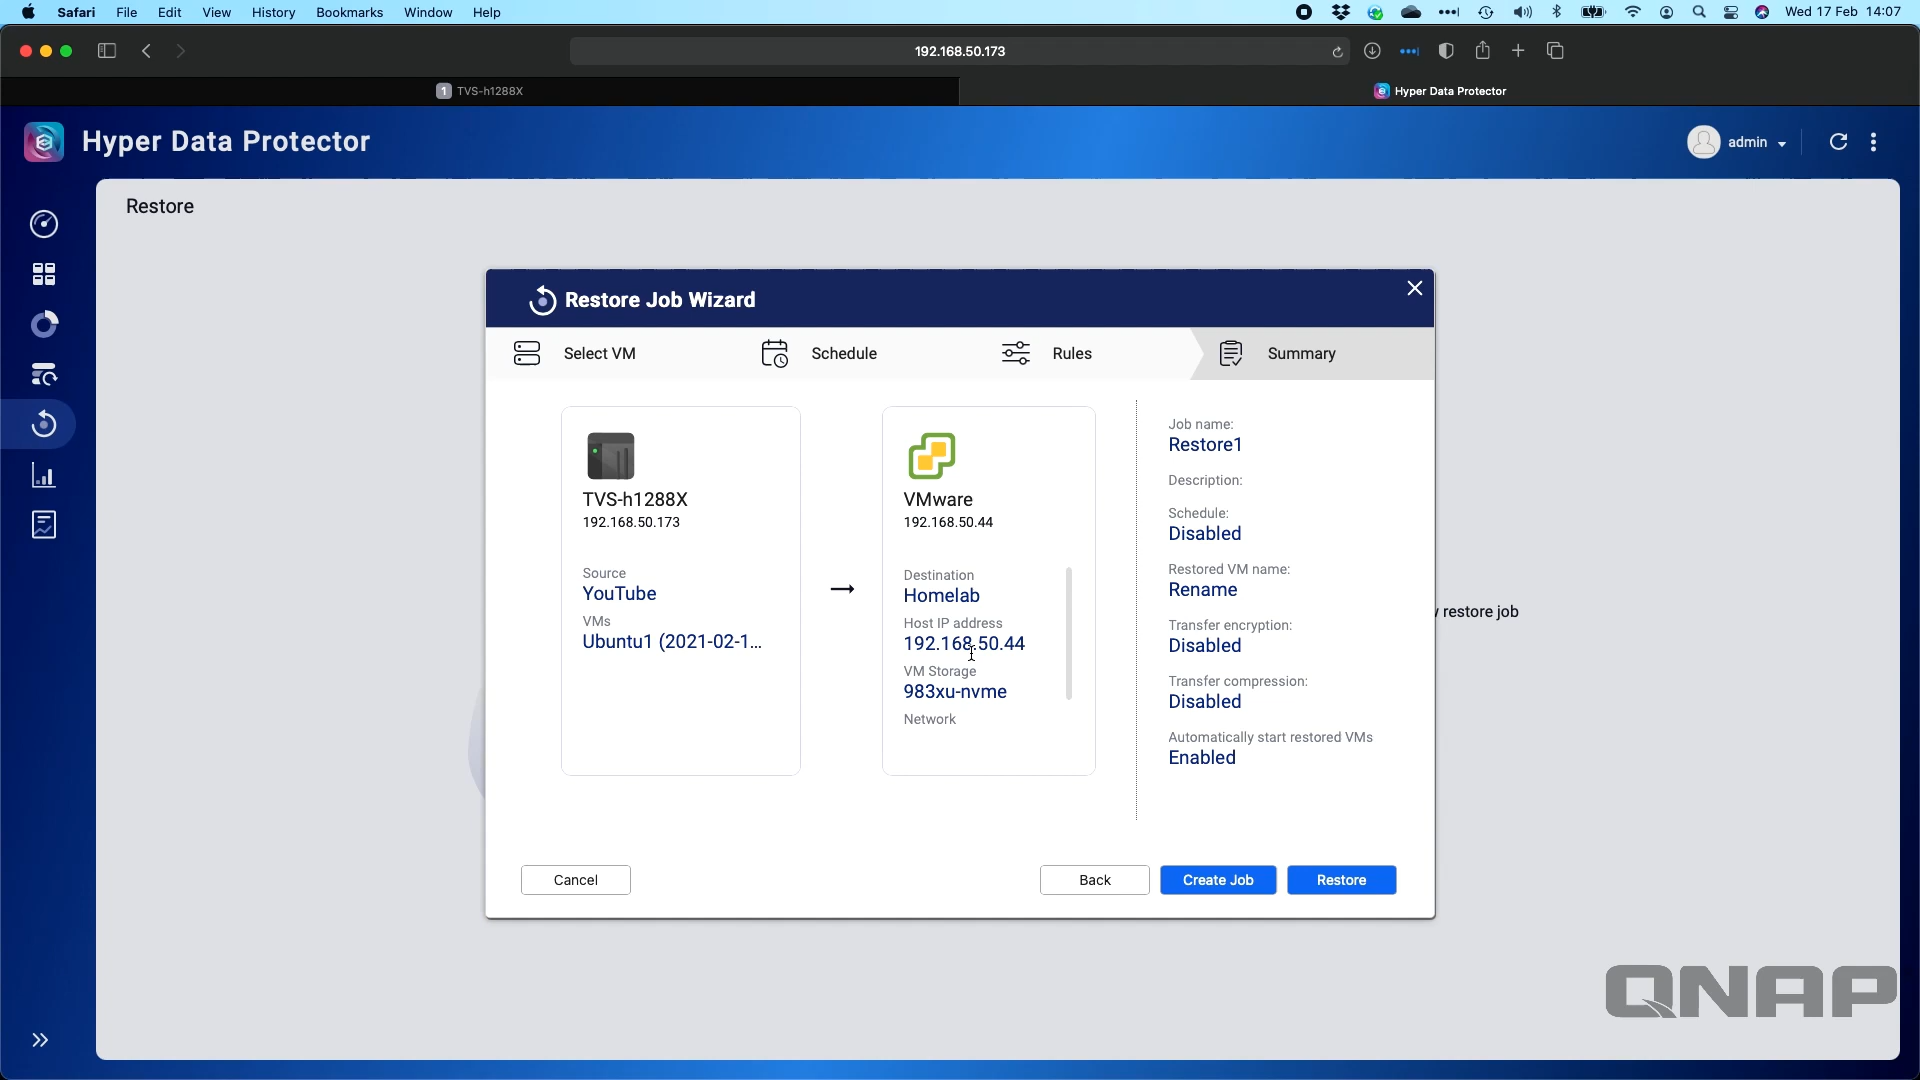 Safari File Edit View History Bookmarks Window Help Wed 17 Feb 14:07
192.168.50.173
1 TVS-h1288X Hyper Data Protector
Hyper Data Protector admin
Restore
Restore Job Wizard
Select VM Schedule Rules Summary
TVS-h1288X
192.168.50.173
Source
YouTube
VMs
Ubuntu1 (2021-02-1...
VMware
192.168.50.44
Destination
Homelab
Host IP address
192.168.50.44
VM Storage
983xu-nvme
Network
Job name:
Restore1
Description:
Schedule:
Disabled
Restored VM name:
Rename
Transfer encryption:
Disabled
Transfer compression:
Disabled
Automatically start restored VMs
Enabled
restore job
Cancel Back Create Job Restore
QNAP